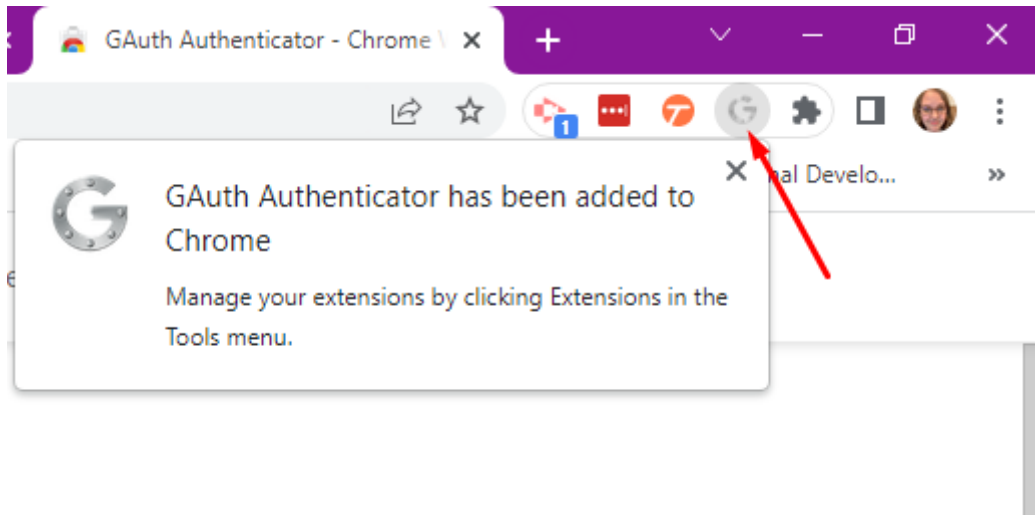 GAuth Authenticator - Chrome
1
nal Develo...
GAuth Authenticator has been added to
Chrome
Manage your extensions by clicking Extensions in the
Tools menu.